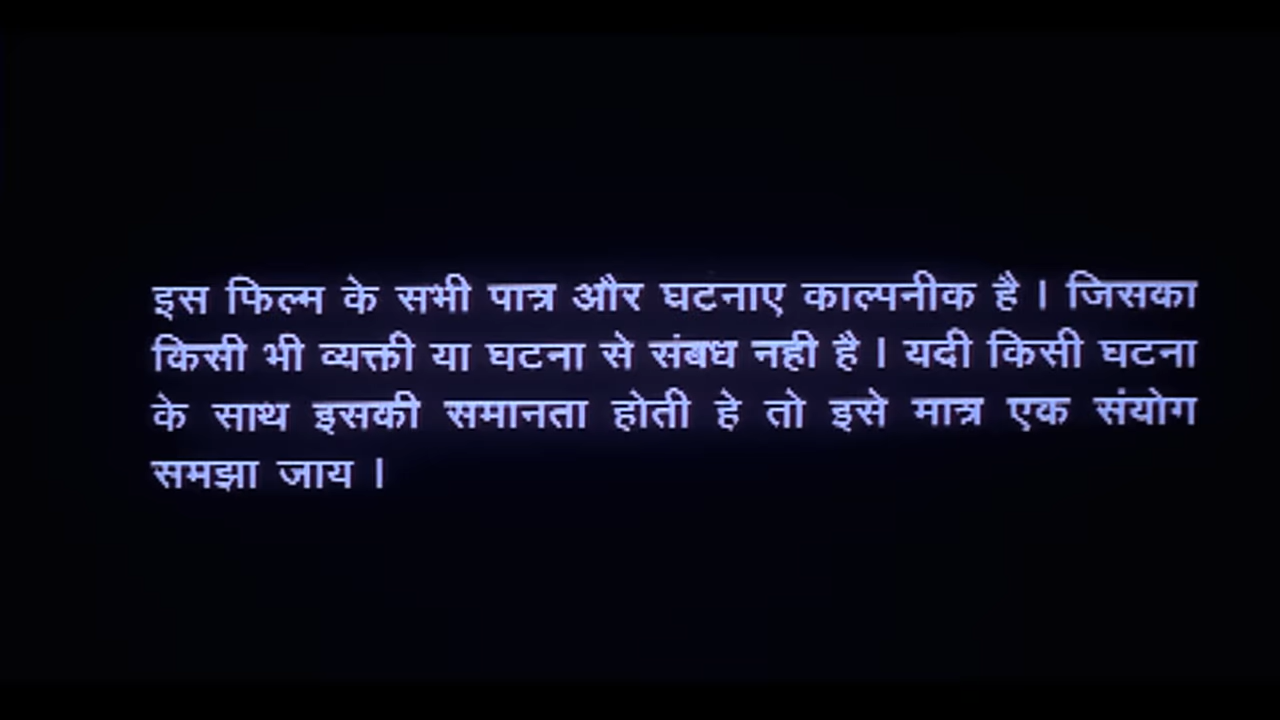 इस फिल्म के सभी पात्र और घटनाए काल्पनीक है । जिसका
किसी भी व्यक्ती या घटना से संबध नही है । यदी किसी घटना
के साथ इसकी समानता होती हे तो इसे मात्र एक संयोग
समझा जाय ।